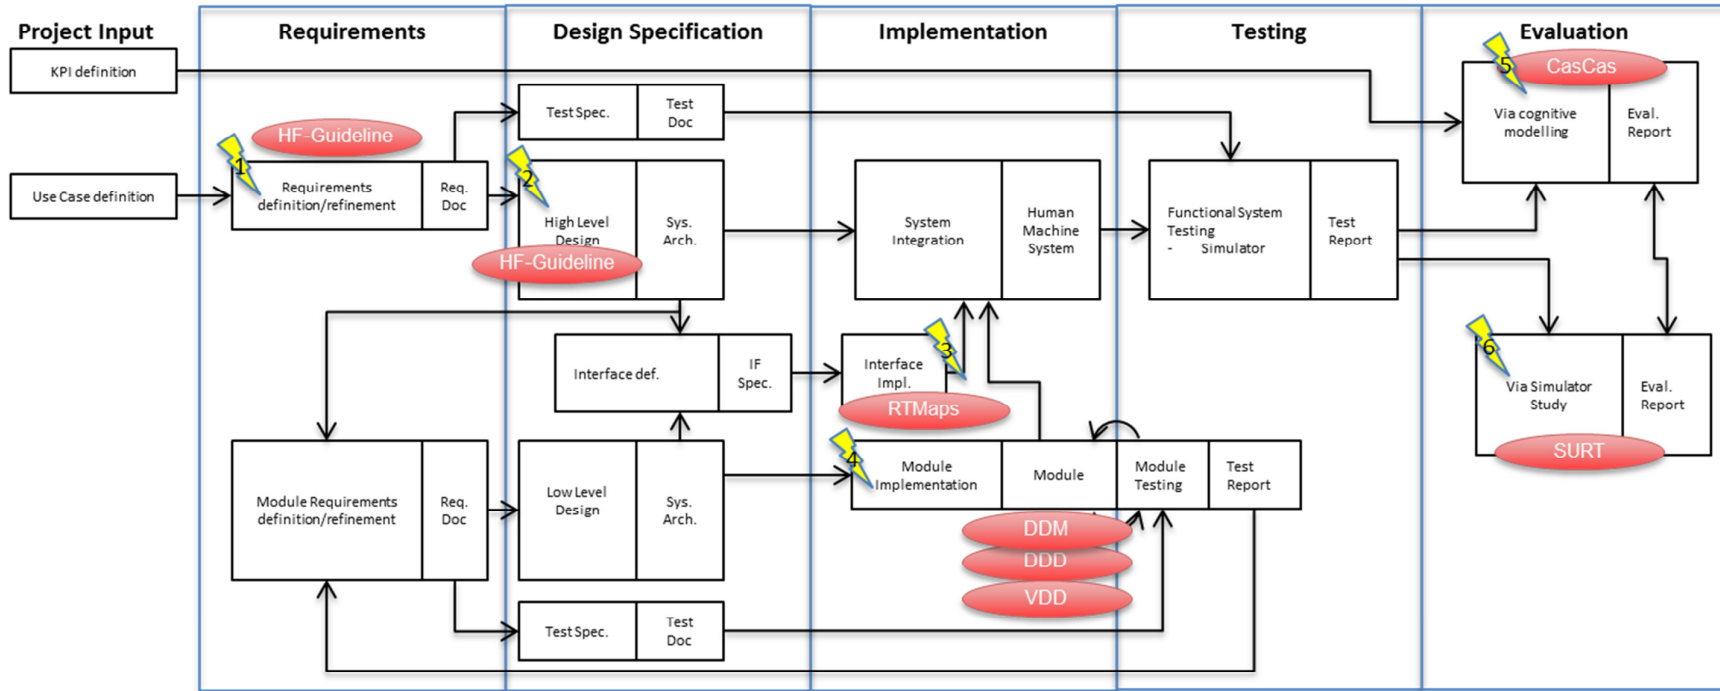 Project Input
Requirements
Design Specification
Implementation
Testing
Evaluation
KPI definition
5
CasCas
Via cognitive
modelling
Eval.
Report
Test Spec.
Test
Doc
HF-Guideline
1
Use Case definition
Requirements
definition/refinement
Req.
Doc
2
High Level
Design
HF-Guideline
Sys.
Arch.
System
Integration
Human
Machine
System
Functional System
Testing
- Simulator
Test
Report
Interface def.
IF
Spec.
3
Interface
Impl.
RTMaps
6
Via Simulator
Study
Eval.
Report
SURT
Module Requirements
definition/refinement
Req.
Doc
Low Level
Design
Sys.
Arch.
4
Module
Implementation
Module
Module
Testing
Test
Report
DDM
DDD
VDD
Test Spec.
Test
Doc